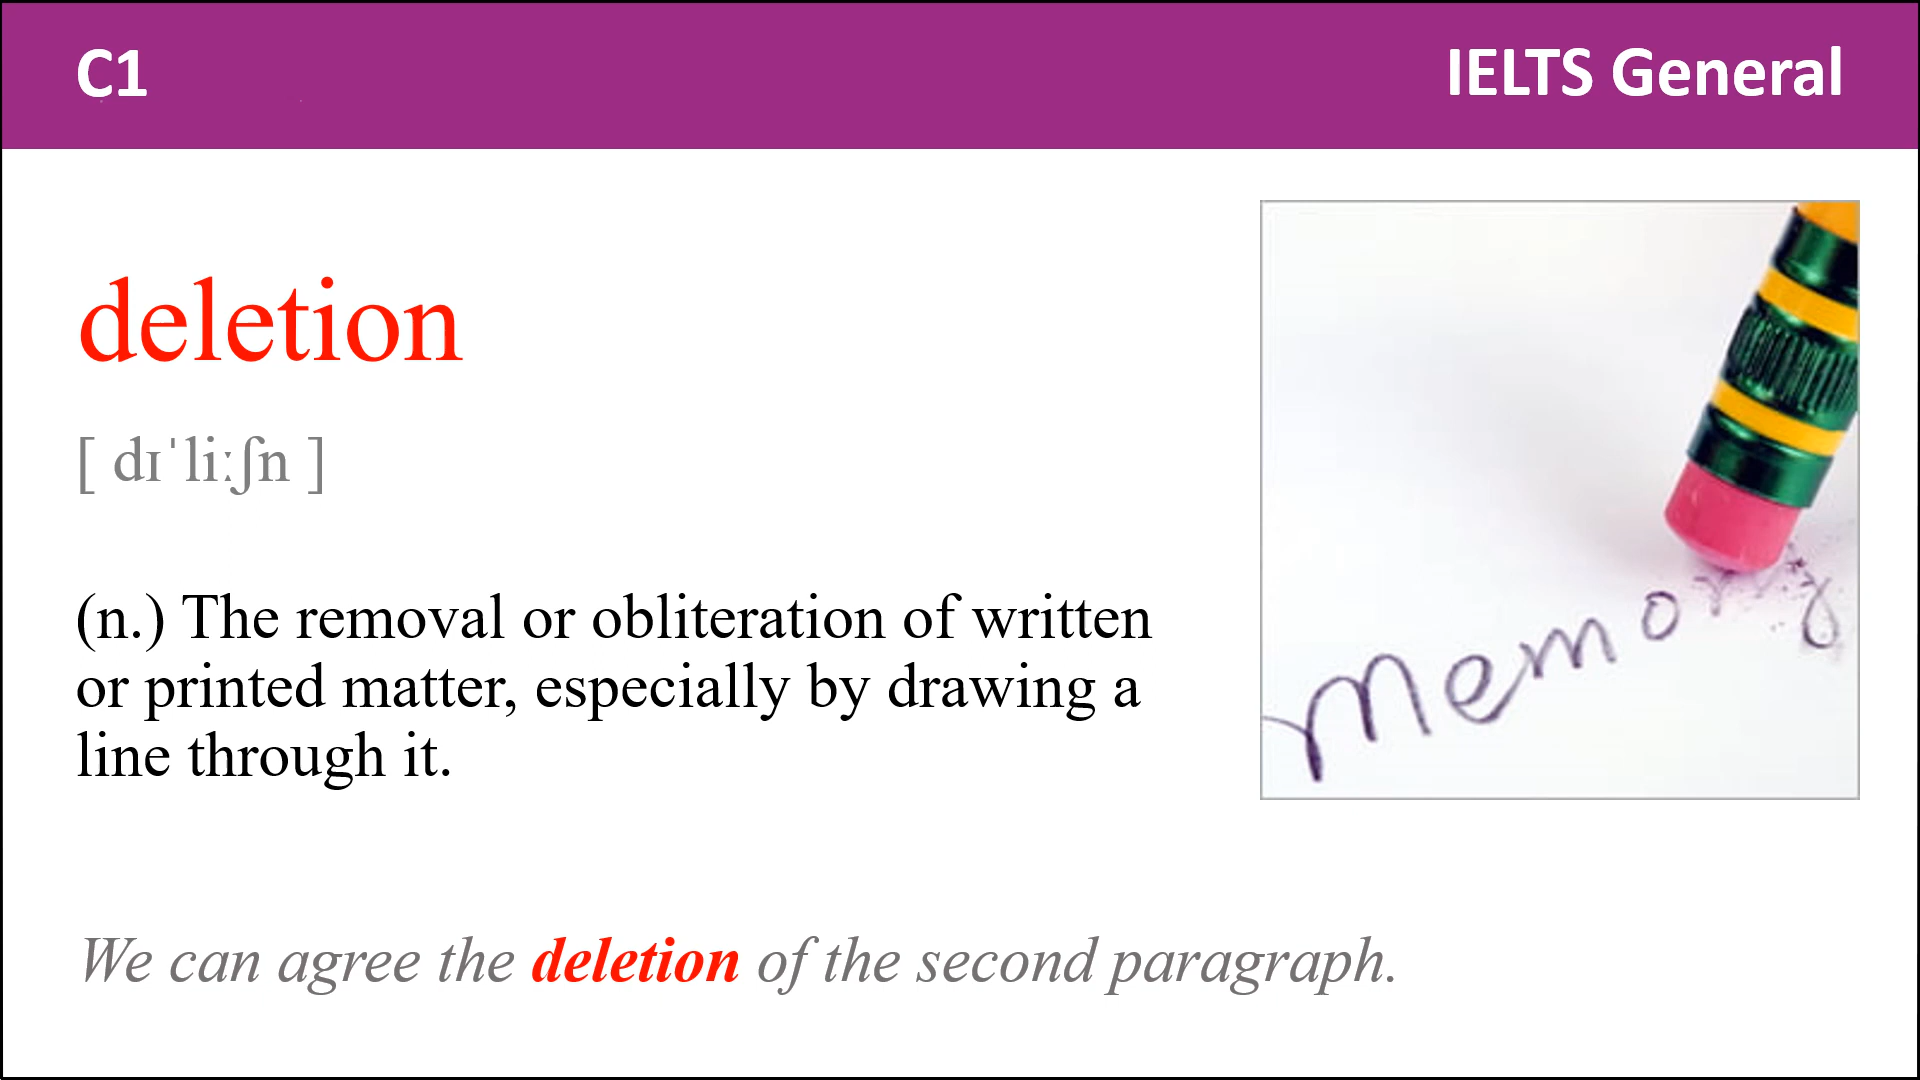 C1
IELTS General
deletion
[ dɪˈliːʃn ]
(n.) The removal or obliteration of written
or printed matter, especially by drawing a
line through it.
memory
We can agree the deletion of the second paragraph.